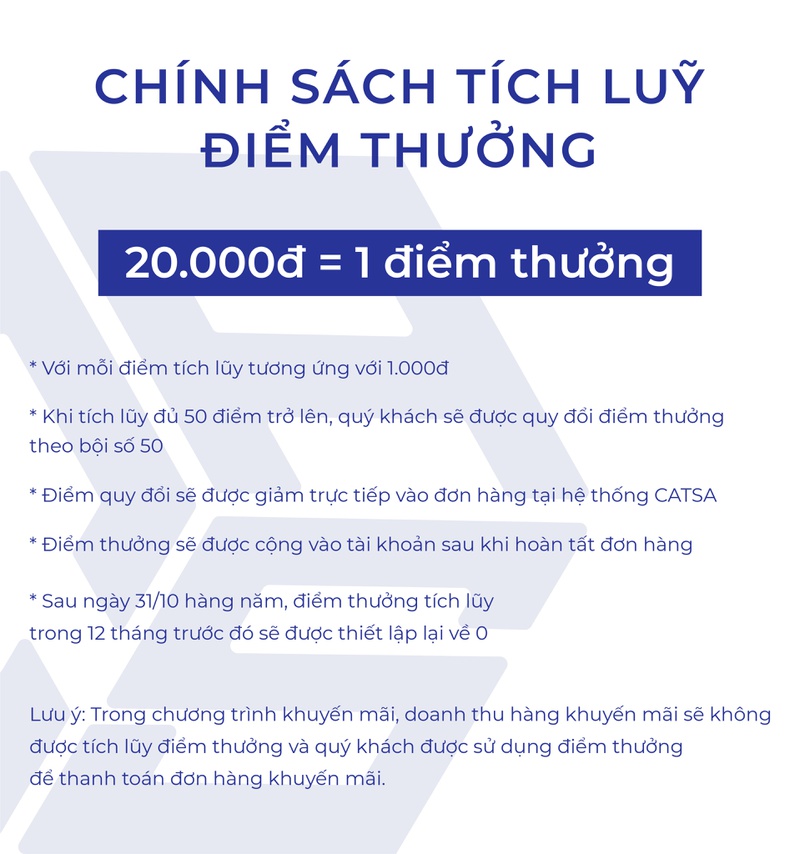 CHÍNH SÁCH TÍCH LUỸ
ĐIỂM THƯỞNG
20.000đ = 1 điểm thưởng
* Với mỗi điểm tích lũy tương ứng với 1.000đ
* Khi tích lũy đủ 50 điểm trở lên, quý khách sẽ được quy đổi điểm thưởng
theo bội số 50
* Điểm quy đổi sẽ được giảm trực tiếp vào đơn hàng tại hệ thống CATSA
* Điểm thưởng sẽ được cộng vào tài khoản sau khi hoàn tất đơn hàng
* Sau ngày 31/10 hàng năm, điểm thưởng tích lũy
trong 12 tháng trước đó sẽ được thiết lập lại về 0
Lưu ý: Trong chương trình khuyến mãi, doanh thu hàng khuyến mãi sẽ không
được tích lũy điểm thưởng và quý khách được sử dụng điểm thưởng
để thanh toán đơn hàng khuyến mãi.